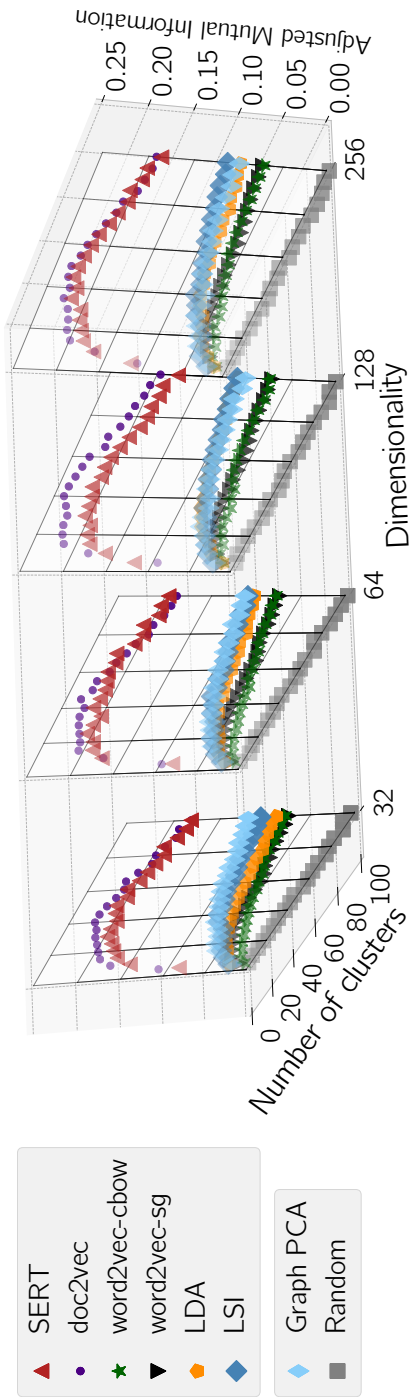 SERT
doc2vec
word2vec-cbow
word2vec-sg
LDA
LSI
Graph PCA
Random
Number of clusters
0
20
40
60
80
100
Dimensionality
32
64
128
256
Adjusted Mutual Information
0.00
0.05
0.10
0.15
0.20
0.25